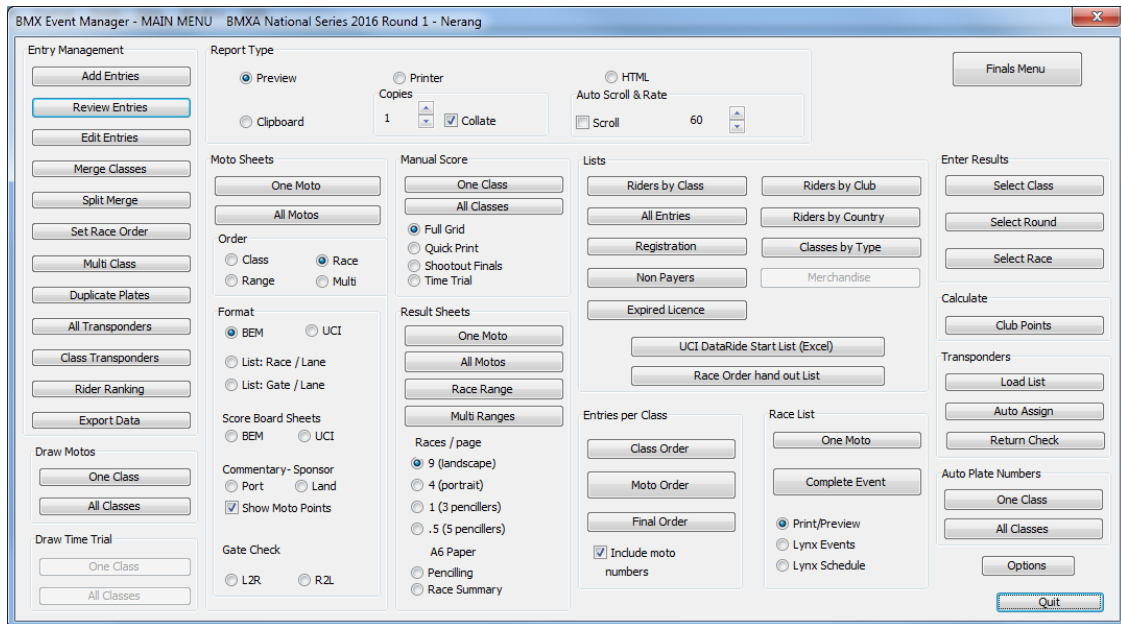 BMX Event Manager - MAIN MENU BMXA National Series 2016 Round 1 - Nerang
Entry Management
Add Entries
Review Entries
Edit Entries
Merge Classes
Split Merge
Set Race Order
Multi Class
Duplicate Plates
All Transponders
Class Transponders
Rider Ranking
Export Data
Draw Motos
One Class
All Classes
Draw Time Trial
One Class
All Classes
Report Type
Preview
Printer
HTML
Clipboard
Copies
1
Collate
Auto Scroll & Rate
Scroll
60
Finals Menu
Moto Sheets
One Moto
All Motos
Order
Class
Race
Range
Multi
Format
BEM
UCI
List: Race / Lane
List: Gate / Lane
Score Board Sheets
BEM
UCI
Commentary- Sponsor
Port
Land
Show Moto Points
Gate Check
L2R
R2L
Manual Score
One Class
All Classes
Full Grid
Quick Print
Shootout Finals
Time Trial
Result Sheets
One Moto
All Motos
Race Range
Multi Ranges
Races / page
9 (landscape)
4 (portrait)
1 (3 pencillers)
.5 (5 pencillers)
A6 Paper
Pencilling
Race Summary
Lists
Riders by Class
Riders by Club
All Entries
Riders by Country
Registration
Classes by Type
Non Payers
Merchandise
Expired Licence
UCI DataRide Start List (Excel)
Race Order hand out List
Entries per Class
Class Order
Moto Order
Final Order
Include moto
numbers
Race List
One Moto
Complete Event
Print/Preview
Lynx Events
Lynx Schedule
Enter Results
Select Class
Select Round
Select Race
Calculate
Club Points
Transponders
Load List
Auto Assign
Return Check
Auto Plate Numbers
One Class
All Classes
Options
Quit